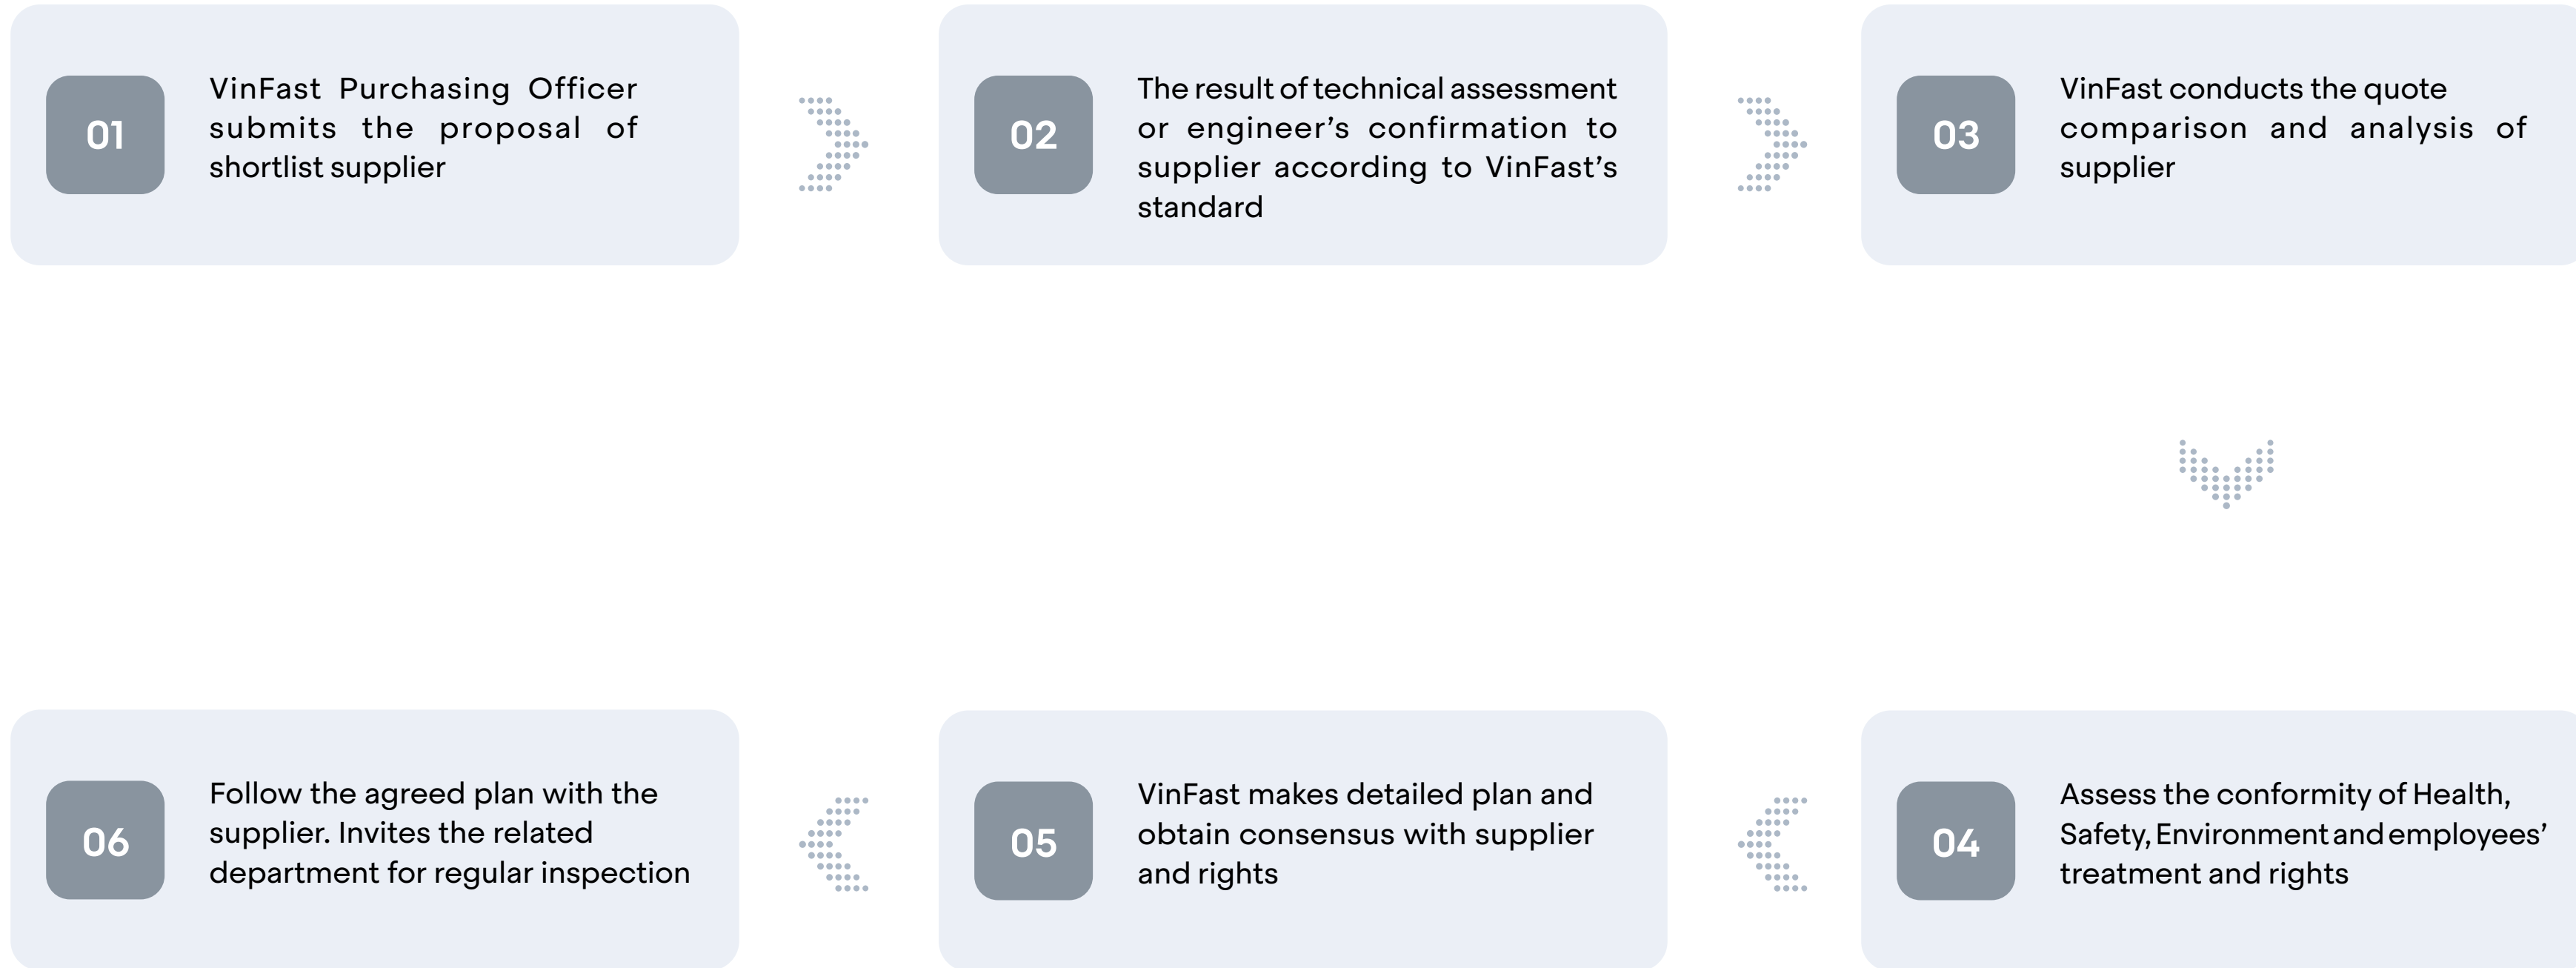 01
VinFast Purchasing Officer
submits the proposal of
shortlist supplier
02
The result of technical assessment
or engineer’s confirmation to
supplier according to VinFast’s
standard
03
VinFast conducts the quote
comparison and analysis of
supplier
04
Assess the conformity of Health,
Safety, Environment and employees’
treatment and rights
05
VinFast makes detailed plan and
obtain consensus with supplier
and rights
06
Follow the agreed plan with the
supplier. Invites the related
department for regular inspection